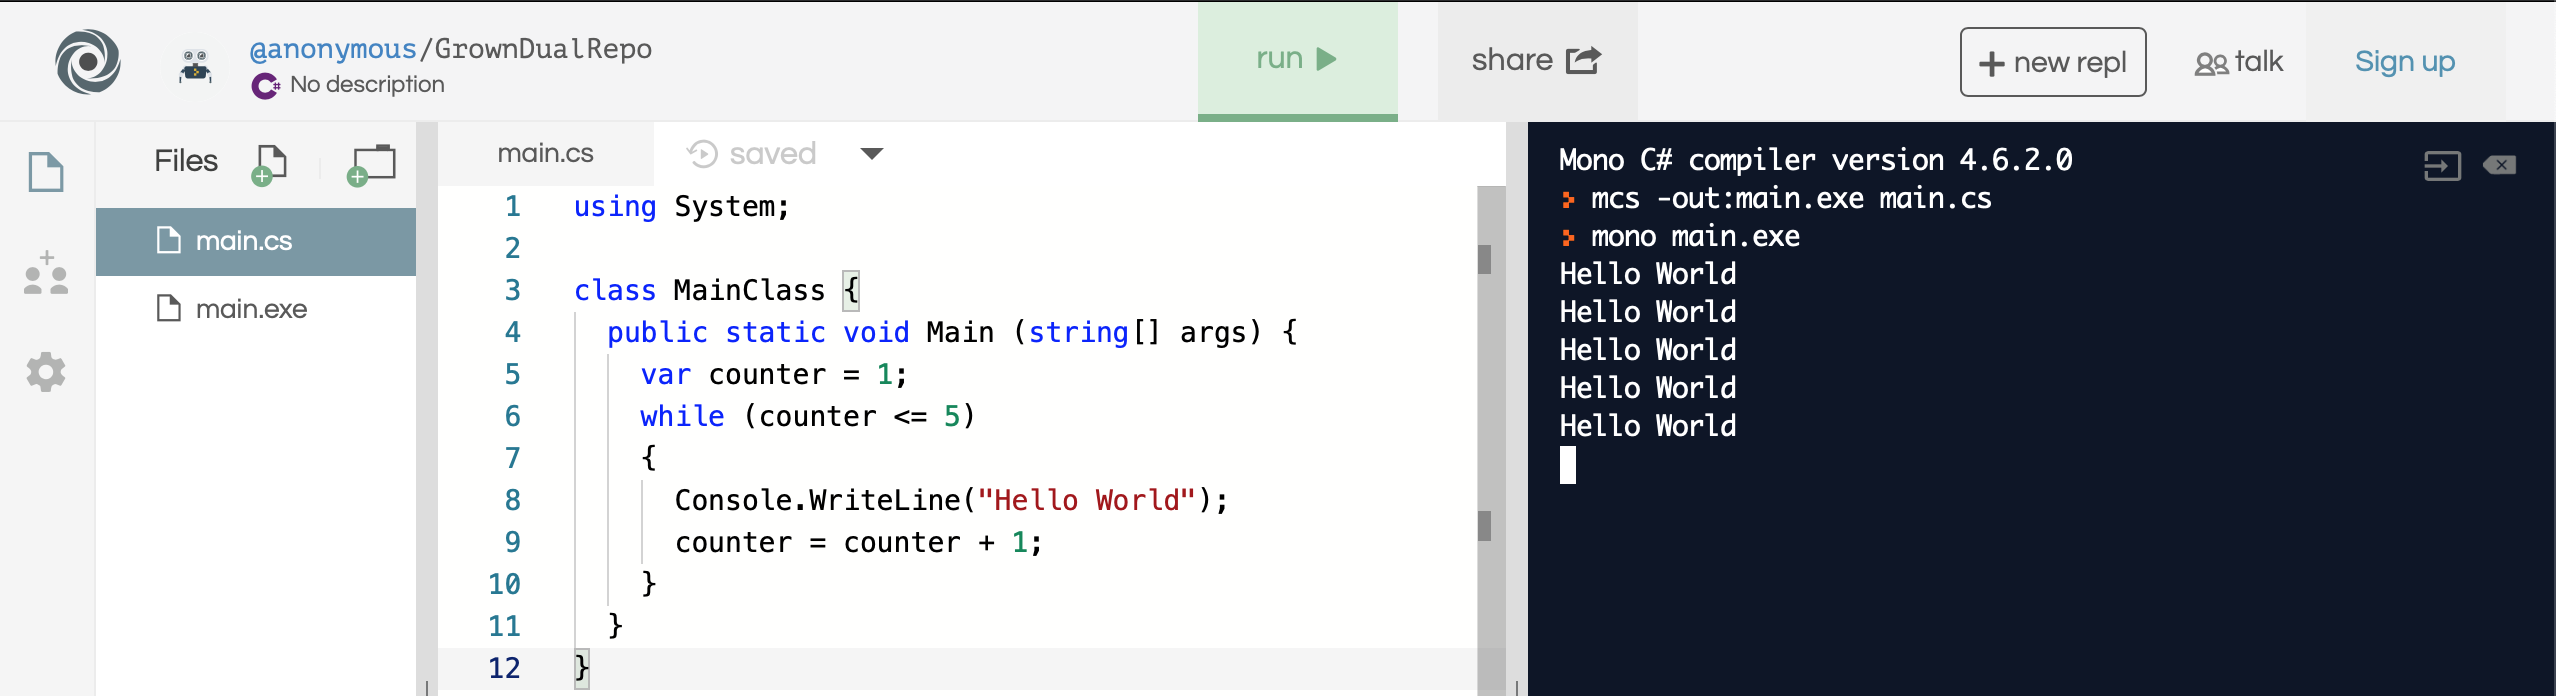 @anonymous/GrownDualRepo
No description
run
share
new repl
talk
Sign up
Files
main.cs
main.exe
main.cs
saved
1 using System;
2
3 class MainClass {
4 public static void Main (string[] args) {
5 var counter = 1;
6 while (counter <= 5)
7 {
8 Console.WriteLine("Hello World");
9 counter = counter + 1;
10 }
11 }
12 }
Mono C# compiler version 4.6.2.0
mcs -out:main.exe main.cs
mono main.exe
Hello World
Hello World
Hello World
Hello World
Hello World